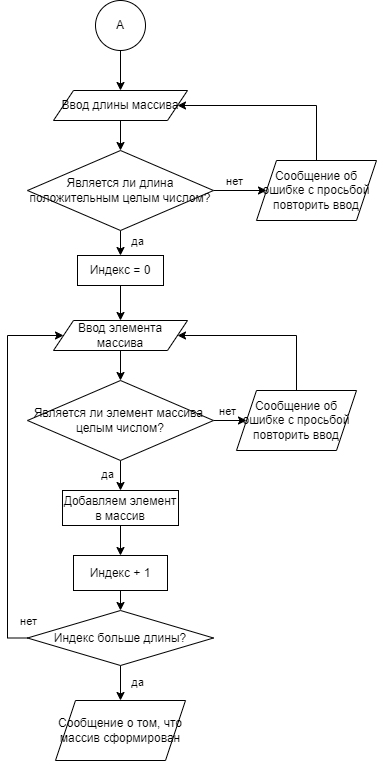 А
Ввод длины массива
Является ли длина
положительным целым числом?
нет
Сообщение об
ошибке с просьбой
повторить ввод
да
Индекс = 0
Ввод элемента
массива
Является ли элемент массива
целым числом?
нет
Сообщение об
ошибке с просьбой
повторить ввод
да
Добавляем элемент
в массив
Индекс + 1
Индекс больше длины?
нет
да
Сообщение о том, что
массив сформирован